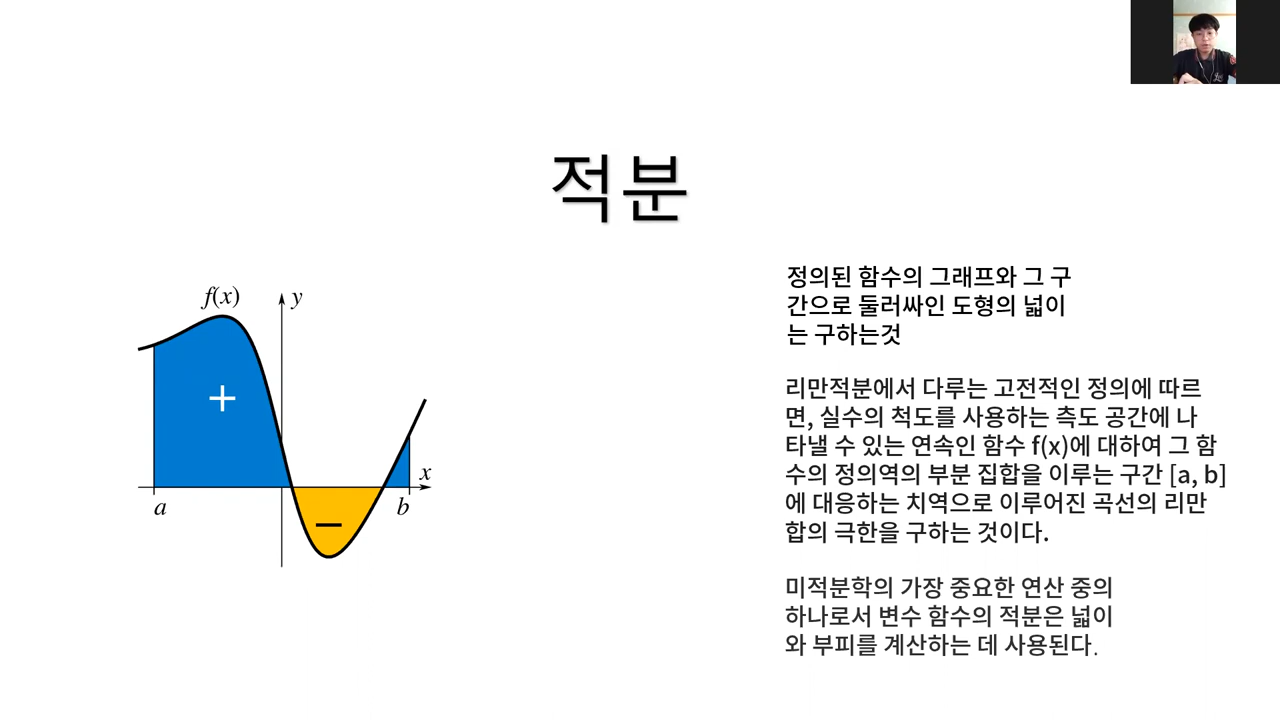 적분
f(x)
y
+
x
a
b
−
정의된 함수의 그래프와 그 구
간으로 둘러싸인 도형의 넓이
는 구하는것
리만적분에서 다루는 고전적인 정의에 따르
면, 실수의 척도를 사용하는 측도 공간에 나
타낼 수 있는 연속인 함수 f(x)에 대하여 그 함
수의 정의역의 부분 집합을 이루는 구간 [a, b]
에 대응하는 치역으로 이루어진 곡선의 리만
합의 극한을 구하는 것이다.
미적분학의 가장 중요한 연산 중의
하나로서 변수 함수의 적분은 넓이
와 부피를 계산하는 데 사용된다.